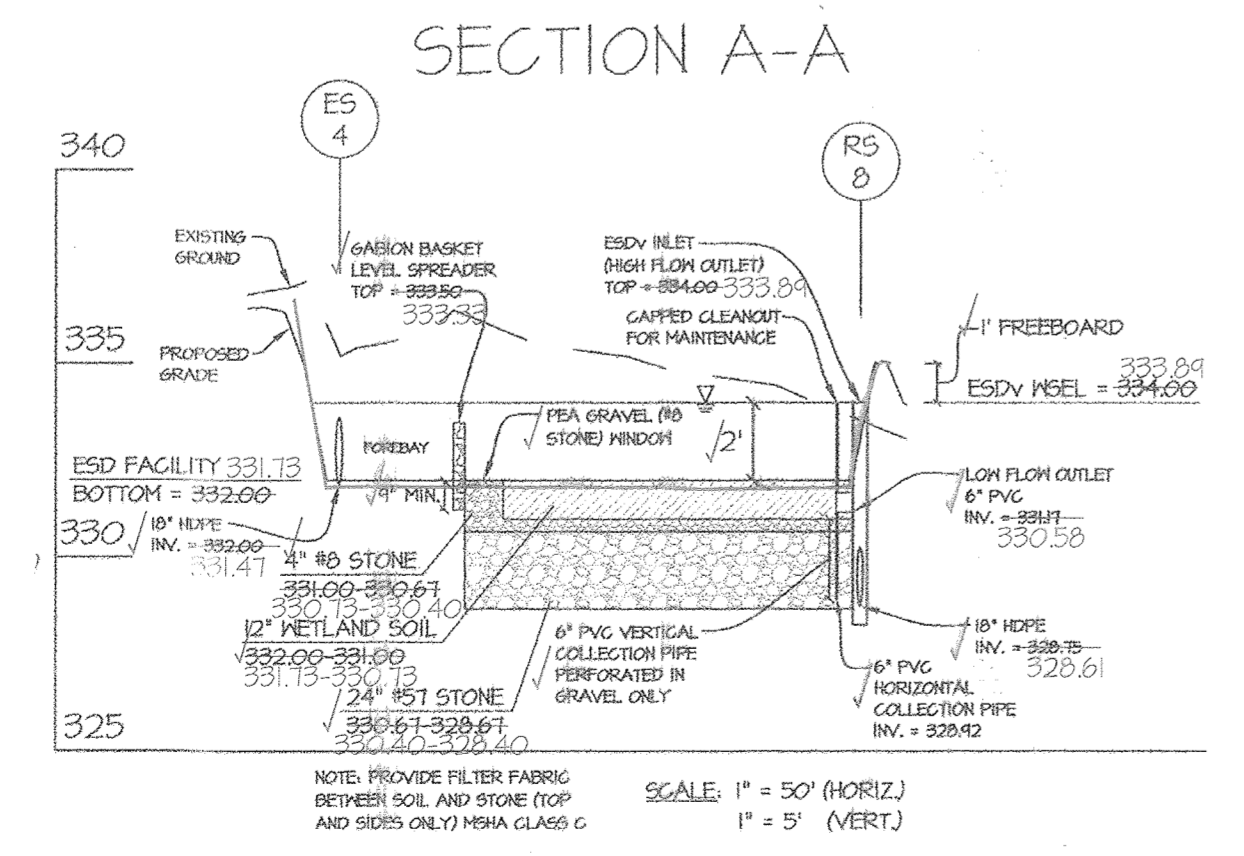 SECTION A-A
ES
4
RS
8
340
335
330
325
EXISTING
GROUND
PROPOSED
GRADE
GABION BASKET
LEVEL SPREADER
TOP = 333.50
333.33
ESDv INLET
(HIGH FLOW OUTLET)
TOP = 334.00 333.89
CAPPED CLEANOUT
FOR MAINTENANCE
1' FREEBOARD
333.89
ESDv WSEL = 334.00
PEA GRAVEL (#8
STONE) WINDOW
2'
FOREBAY
9" MIN.
ESD FACILITY 331.73
BOTTOM = 332.00
18" HDPE
INV. = 332.00
331.47
LOW FLOW OUTLET
6" PVC
INV. = 331.17
330.58
4" #8 STONE
331.00-330.67
330.73-330.40
12" WETLAND SOIL
332.00-331.00
331.73-330.73
24" #57 STONE
330.67-328.67
330.40-328.40
6" PVC VERTICAL
COLLECTION PIPE
PERFORATED IN
GRAVEL ONLY
18" HDPE
INV. = 328.75
328.61
6" PVC
HORIZONTAL
COLLECTION PIPE
INV. = 328.92
NOTE: PROVIDE FILTER FABRIC
BETWEEN SOIL AND STONE (TOP
AND SIDES ONLY) MSHA CLASS C
SCALE: 1" = 50' (HORIZ.)
1" = 5' (VERT.)